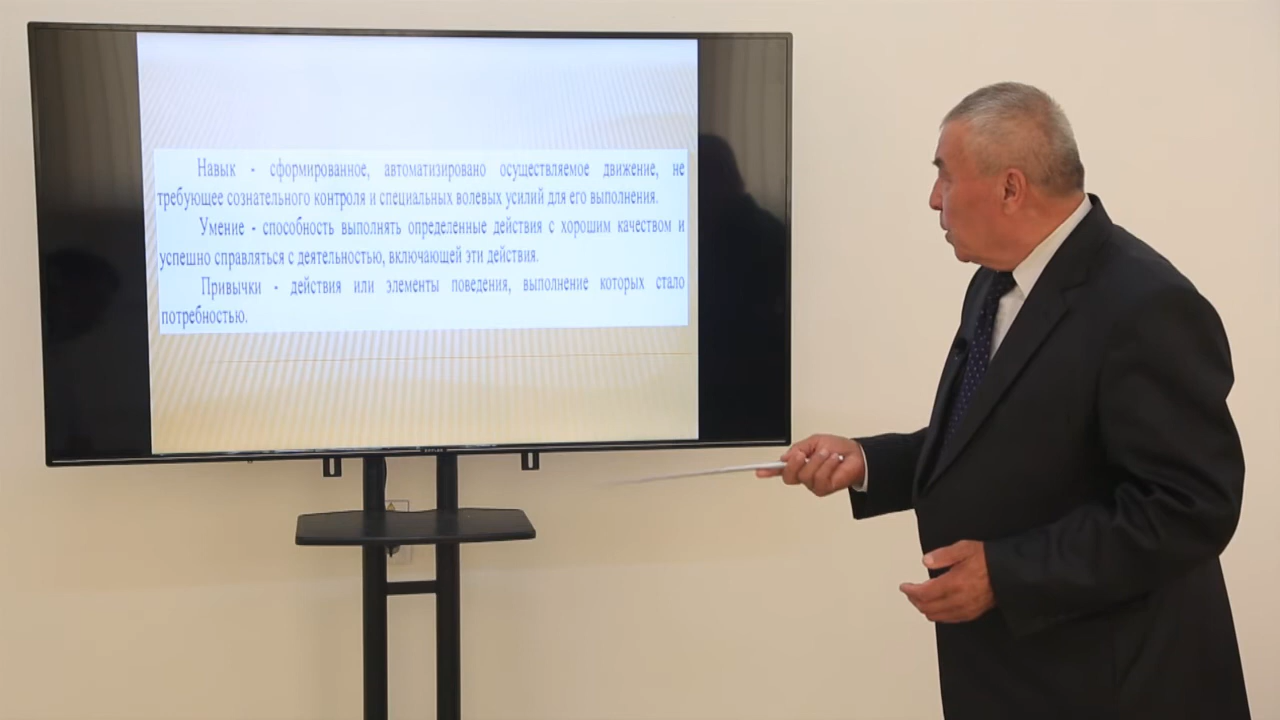 Навык - сформированное, автоматизировано осуществляемое движение, не
требующее сознательного контроля и специальных волевых усилий для его выполнения.
Умение - способность выполнять определенные действия с хорошим качеством и
успешно справляться с деятельностью, включающей эти действия.
Привычки - действия или элементы поведения, выполнение которых стало
потребностью.